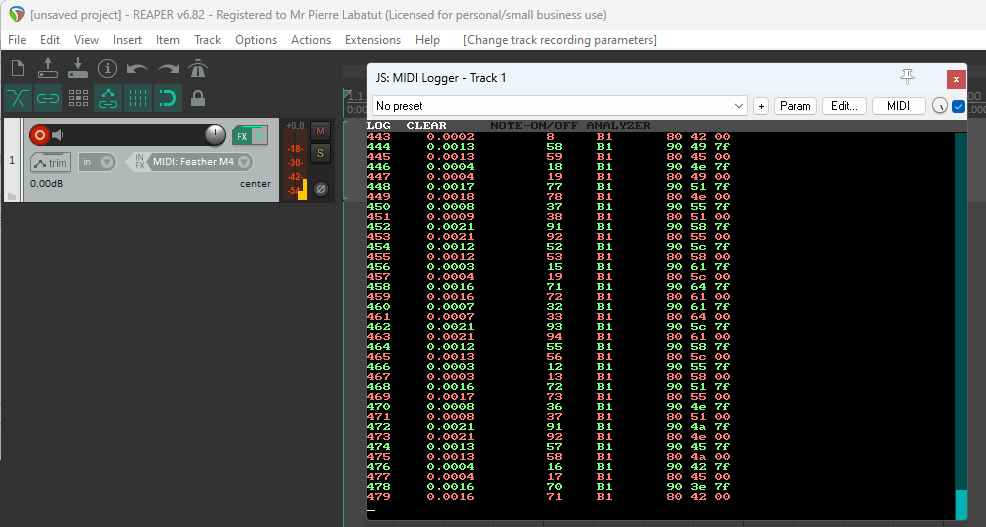 [unsaved project] - REAPER v6.82 - Registered to Mr Pierre Labatut (Licensed for personal/small business use)
File Edit View Insert Item Track Options Actions Extensions Help [Change track recording parameters]
JS: MIDI Logger - Track 1
x
No preset + Param Edit... MIDI
1.1
0:00
.000
LOG CLEAR NOTE-ON/OFF ANALYZER
443 0.0002 8 B1 80 42 00
444 0.0013 58 B1 90 49 7f
445 0.0013 59 B1 80 45 00
446 0.0004 18 B1 90 4e 7f
447 0.0004 19 B1 80 49 00
448 0.0017 77 B1 90 51 7f
449 0.0018 78 B1 80 4e 00
450 0.0008 37 B1 90 55 7f
451 0.0009 38 B1 80 51 00
452 0.0021 91 B1 90 58 7f
453 0.0021 92 B1 80 55 00
454 0.0012 52 B1 90 5c 7f
455 0.0012 53 B1 80 58 00
456 0.0003 15 B1 90 61 7f
457 0.0004 19 B1 80 5c 00
458 0.0016 71 B1 90 64 7f
459 0.0016 72 B1 80 61 00
460 0.0007 32 B1 90 61 7f
461 0.0007 33 B1 80 64 00
462 0.0021 93 B1 90 5c 7f
463 0.0021 94 B1 80 61 00
464 0.0012 55 B1 90 58 7f
465 0.0013 56 B1 80 5c 00
466 0.0003 12 B1 90 55 7f
467 0.0003 13 B1 80 58 00
468 0.0016 72 B1 90 51 7f
469 0.0017 73 B1 80 55 00
470 0.0008 36 B1 90 4e 7f
471 0.0008 37 B1 80 51 00
472 0.0021 91 B1 90 4a 7f
473 0.0021 92 B1 80 4e 00
474 0.0013 57 B1 90 45 7f
475 0.0013 58 B1 80 4a 00
476 0.0004 16 B1 90 42 7f
477 0.0004 17 B1 80 45 00
478 0.0016 70 B1 90 3e 7f
479 0.0016 71 B1 80 42 00
1
FX
+0.0 M
-18-
-30-
-42-
-54-
S
trim in IN FX MIDI: Feather M4
0.00dB center